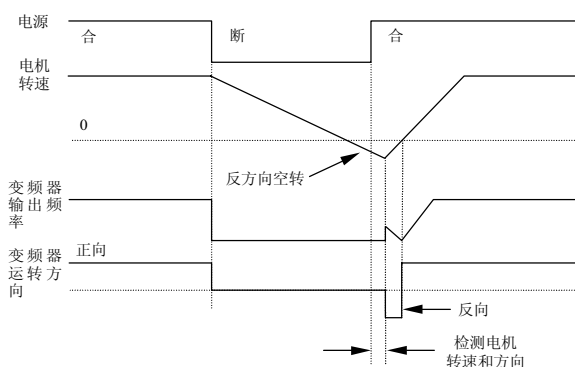 电源
合
断
合
电机
转速
0
反方向空转
变频器
输出频
率
变频器
运转方
向
正向
反向
检测电机
转速和方向